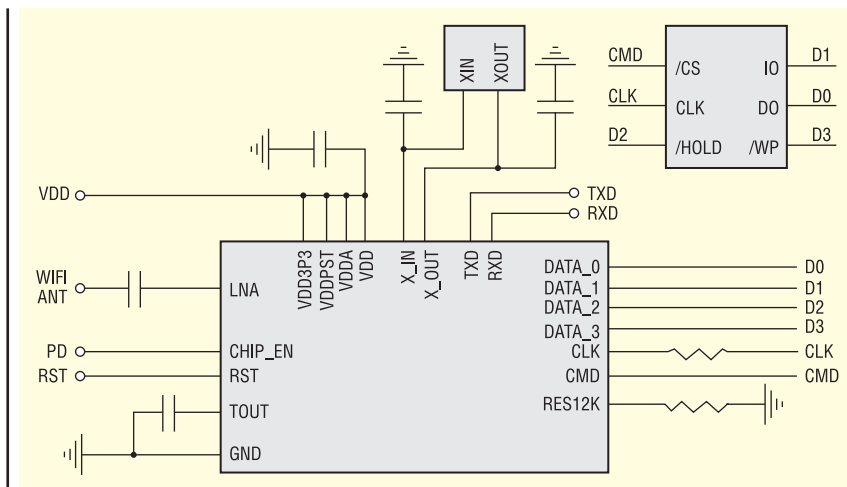 XIN
XOUT
CMD
/CS
IO
D1
CLK
CLK
DO
D0
D2
/HOLD
/WP
D3
VDD
TXD
RXD
VDD3P3
VDDPST
VDDA
VDD
X_IN
X_OUT
TXD
RXD
WIFI
ANT
LNA
DATA_0
D0
DATA_1
D1
DATA_2
D2
DATA_3
D3
PD
CHIP_EN
CLK
CLK
RST
RST
CMD
CMD
TOUT
RES12K
GND